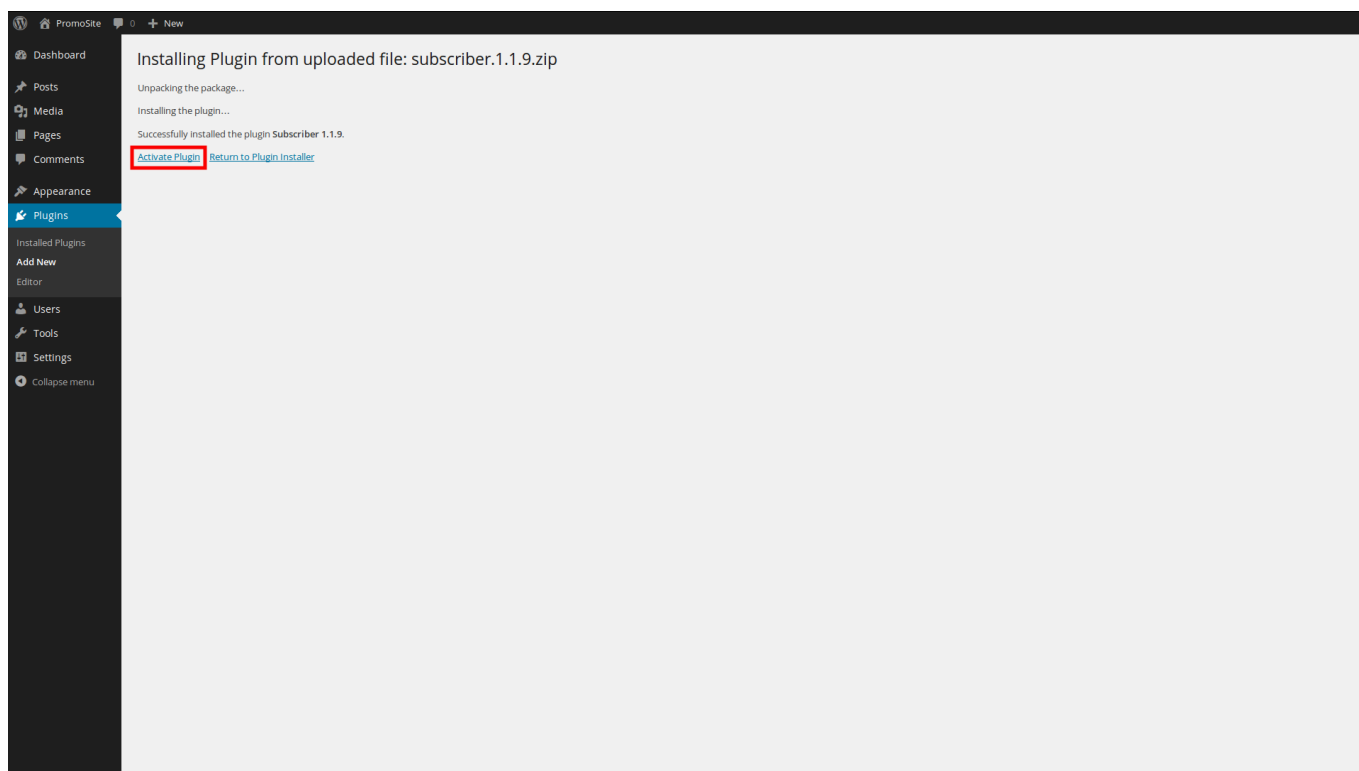 PromoSite 0 + New
Dashboard
Posts
Media
Pages
Comments
Appearance
Plugins
Installed Plugins
Add New
Editor
Users
Tools
Settings
Collapse menu
Installing Plugin from uploaded file: subscriber.1.1.9.zip
Unpacking the package…
Installing the plugin…
Successfully installed the plugin Subscriber 1.1.9.
Activate Plugin Return to Plugin Installer